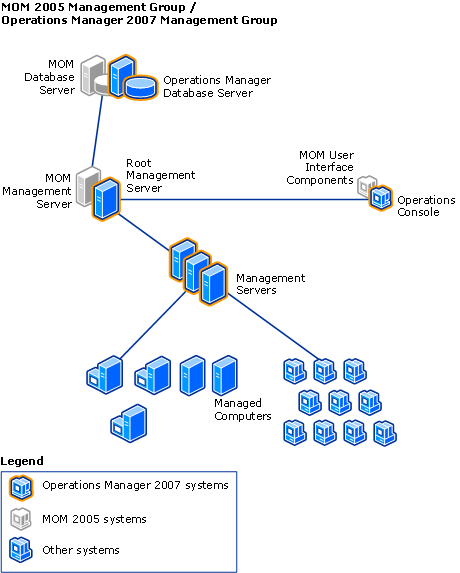 MOM 2005 Management Group /
Operations Manager 2007 Management Group
MOM
Database
Server
Operations Manager
Database Server
MOM
Management
Server
Root
Management
Server
MOM User
Interface
Components
Operations
Console
Management
Servers
Managed
Computers
Legend
Operations Manager 2007 systems
MOM 2005 systems
Other systems